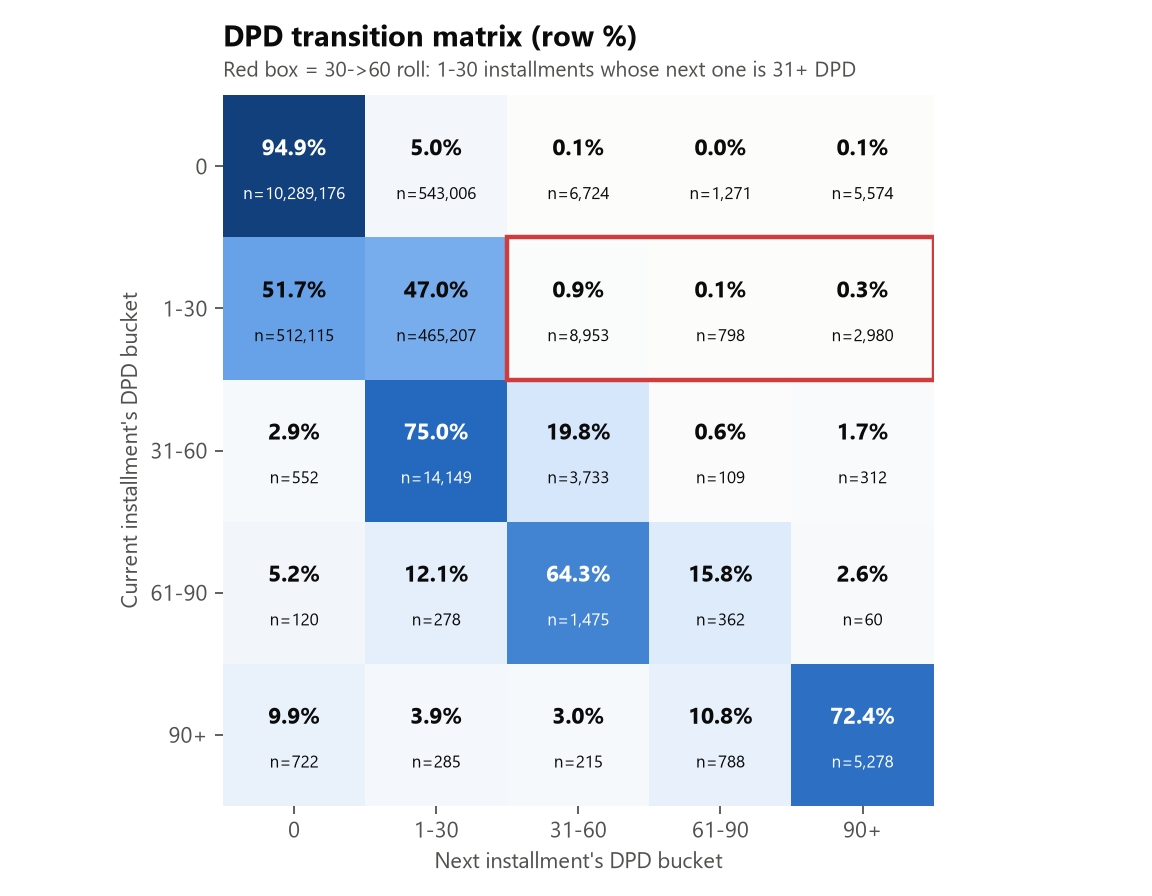 DPD transition matrix (row %)
Red box = 30->60 roll: 1-30 installments whose next one is 31+ DPD
Current installment's DPD bucket
0
94.9%
5.0%
0.1%
0.0%
0.1%
n=10,289,176
n=543,006
n=6,724
n=1,271
n=5,574
1-30
51.7%
47.0%
0.9%
0.1%
0.3%
n=512,115
n=465,207
n=8,953
n=798
n=2,980
31-60
2.9%
75.0%
19.8%
0.6%
1.7%
n=552
n=14,149
n=3,733
n=109
n=312
61-90
5.2%
12.1%
64.3%
15.8%
2.6%
n=120
n=278
n=1,475
n=362
n=60
90+
9.9%
3.9%
3.0%
10.8%
72.4%
n=722
n=285
n=215
n=788
n=5,278
0
1-30
31-60
61-90
90+
Next installment's DPD bucket